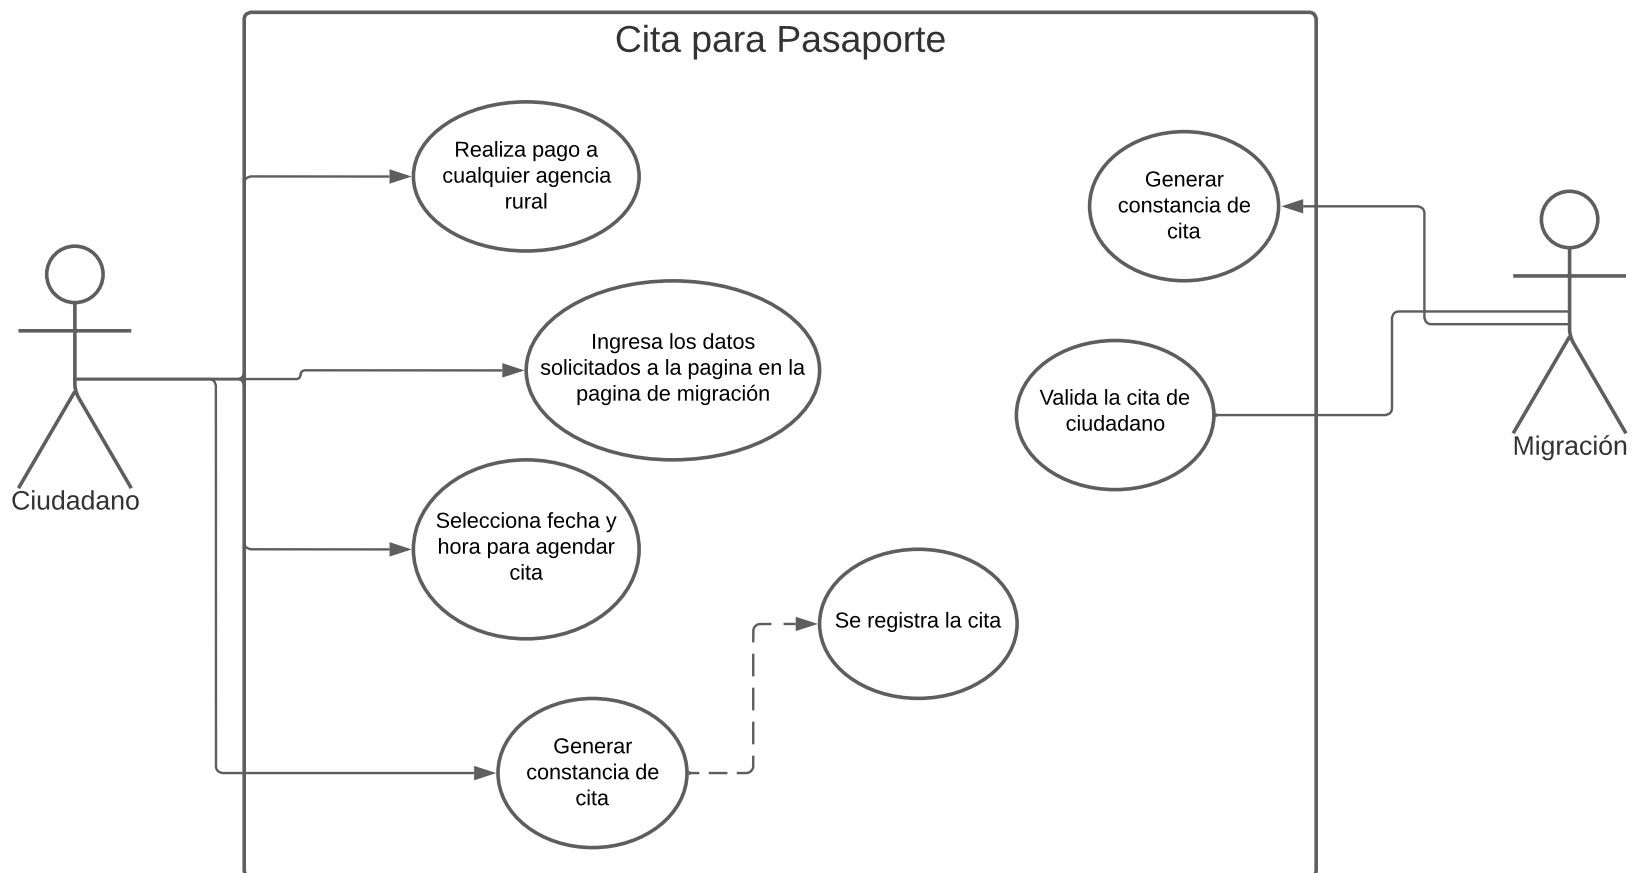 Cita para Pasaporte
Realiza pago a
cualquier agencia
rural
Generar
constancia de
cita
Ingresa los datos
solicitados a la pagina en la
pagina de migración
Valida la cita de
ciudadano
Migración
Ciudadano
Selecciona fecha y
hora para agendar
cita
Se registra la cita
Generar
constancia de
cita